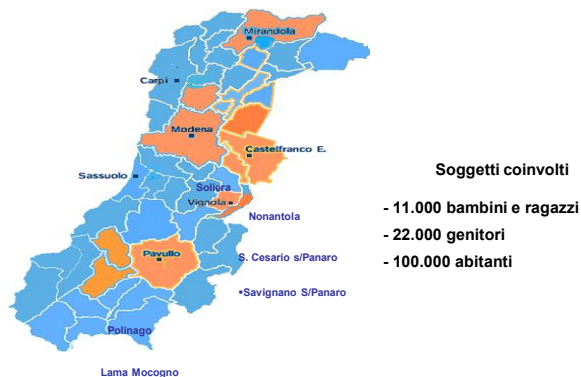 Mirandola
Carpi
Modena
Castelfranco E.
Sassuolo
Soliera
Vignola
Nonantola
Pavullo
S. Cesario s/Panaro
•Savignano S/Panaro
Polinago
Lama Mocogno
Soggetti coinvolti
- 11.000 bambini e ragazzi
- 22.000 genitori
- 100.000 abitanti